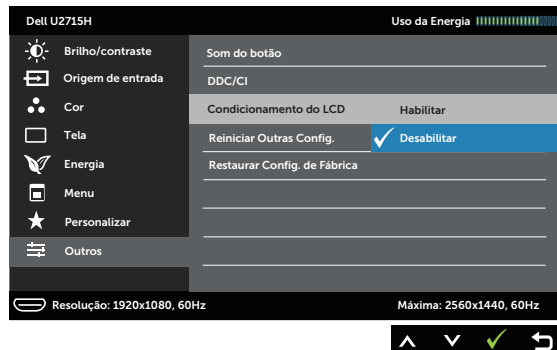 Dell U2715H
Uso da Energia
Brilho/contraste
Som do botão
Origem de entrada
DDC/CI
Cor
Condicionamento do LCD
Habilitar
Tela
Reiniciar Outras Config.
Desabilitar
Energia
Restaurar Config. de Fábrica
Menu
Personalizar
Outros
Resolução: 1920x1080, 60Hz
Máxima: 2560x1440, 60Hz